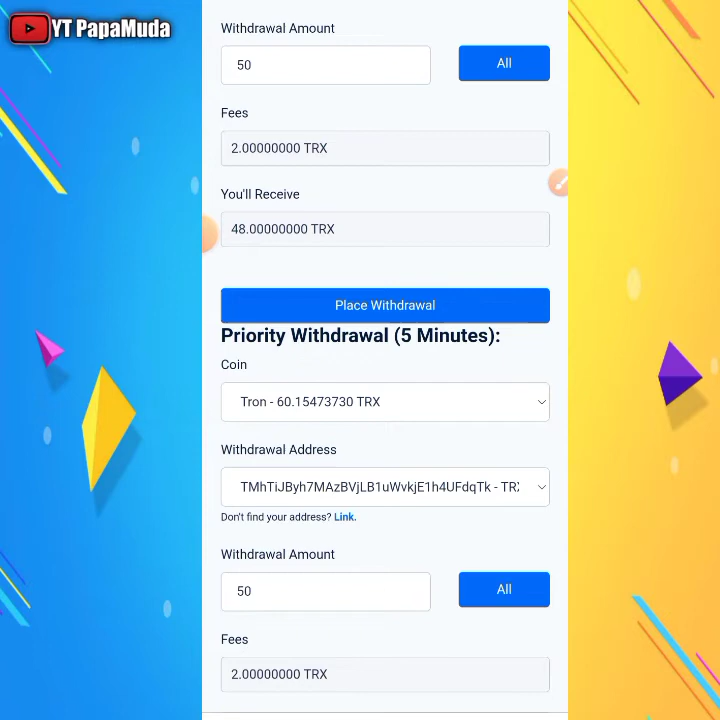 YT PapaMuda
Withdrawal Amount
50
All
Fees
2.00000000 TRX
You'll Receive
48.00000000 TRX
Place Withdrawal
Priority Withdrawal (5 Minutes):
Coin
Tron - 60.15473730 TRX
Withdrawal Address
TMhTiJByh7MAzBVjLB1uWvkjE1h4UFdqTk - TRX
Don't find your address? Link.
Withdrawal Amount
50
All
Fees
2.00000000 TRX